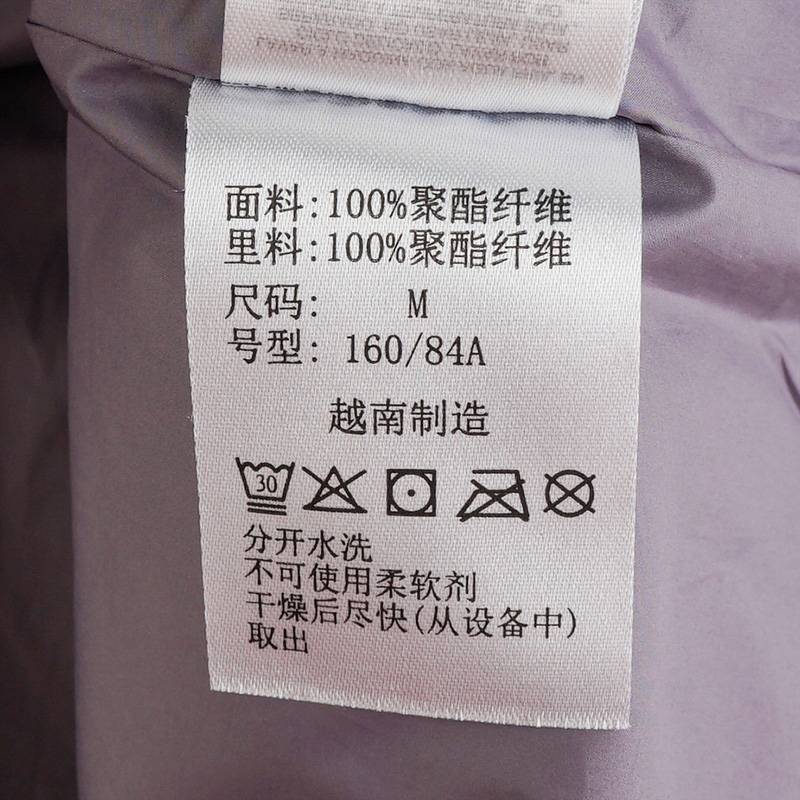 面料:100%聚酯纤维
里料:100%聚酯纤维
尺码: M
号型: 160/84A
越南制造
30
分开水洗
不可使用柔软剂
干燥后尽快(从设备中)
取出